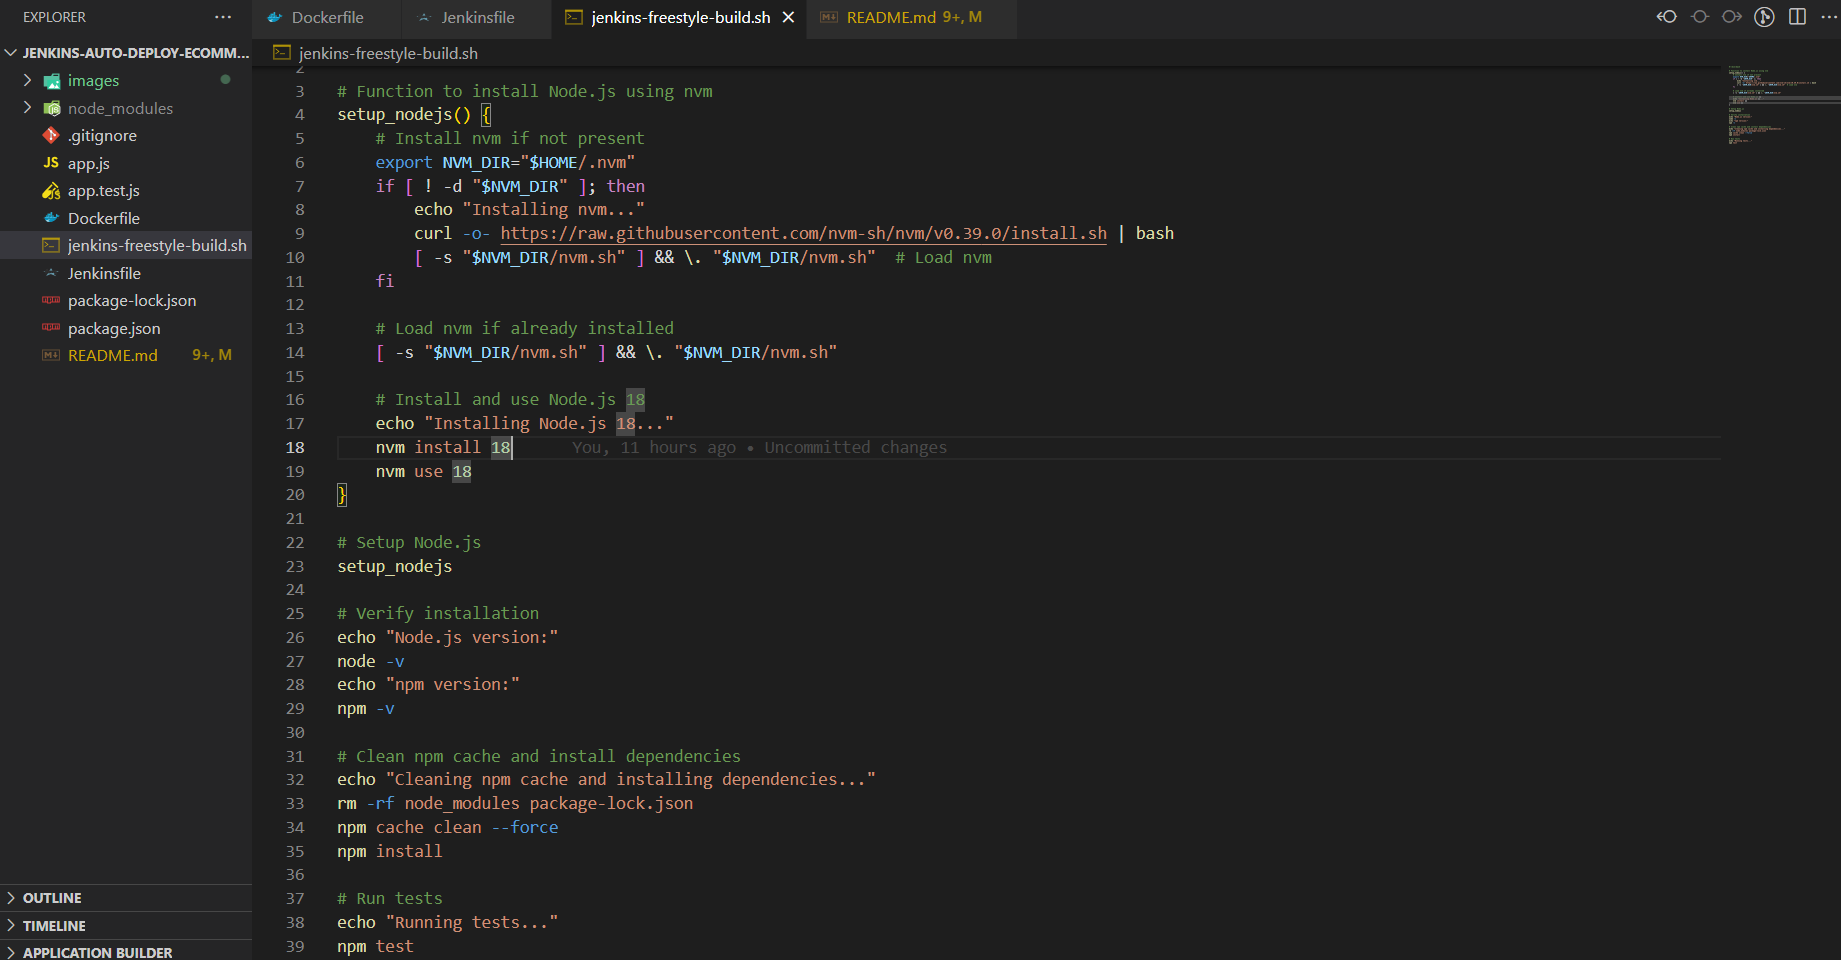 EXPLORER
JENKINS-AUTO-DEPLOY-ECOMM...
images
node_modules
.gitignore
JS app.js
app.test.js
Dockerfile
jenkins-freestyle-build.sh
Jenkinsfile
package-lock.json
package.json
README.md 9+, M
OUTLINE
TIMELINE
APPLICATION BUILDER
Dockerfile
Jenkinsfile
jenkins-freestyle-build.sh
README.md 9+, M
jenkins-freestyle-build.sh
2
3 # Function to install Node.js using nvm
4 setup_nodejs() {
5 # Install nvm if not present
6 export NVM_DIR="$HOME/.nvm"
7 if [ ! -d "$NVM_DIR" ]; then
8 echo "Installing nvm..."
9 curl -o- https://raw.githubusercontent.com/nvm-sh/nvm/v0.39.0/install.sh | bash
10 [ -s "$NVM_DIR/nvm.sh" ] && \. "$NVM_DIR/nvm.sh" # Load nvm
11 fi
12
13 # Load nvm if already installed
14 [ -s "$NVM_DIR/nvm.sh" ] && \. "$NVM_DIR/nvm.sh"
15
16 # Install and use Node.js 18
17 echo "Installing Node.js 18..."
18 nvm install 18 You, 11 hours ago • Uncommitted changes
19 nvm use 18
20 }
21
22 # Setup Node.js
23 setup_nodejs
24
25 # Verify installation
26 echo "Node.js version:"
27 node -v
28 echo "npm version:"
29 npm -v
30
31 # Clean npm cache and install dependencies
32 echo "Cleaning npm cache and installing dependencies..."
33 rm -rf node_modules package-lock.json
34 npm cache clean --force
35 npm install
36
37 # Run tests
38 echo "Running tests..."
39 npm test